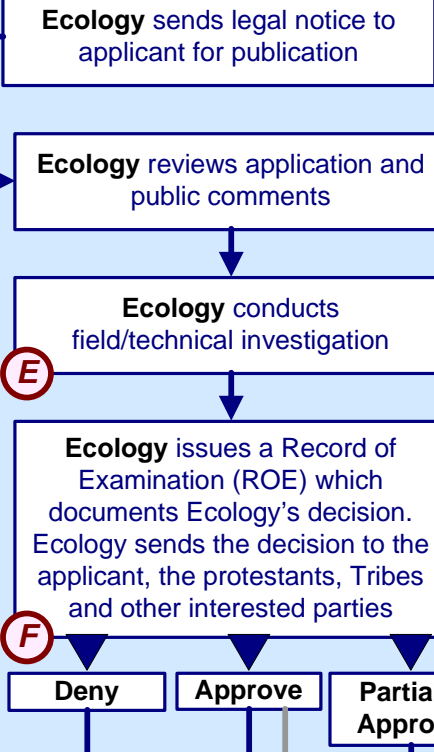 Ecology sends legal notice to
applicant for publication
Ecology reviews application and
public comments
Ecology conducts
field/technical investigation
E
Ecology issues a Record of
Examination (ROE) which
documents Ecology's decision.
Ecology sends the decision to the
applicant, the protestants, Tribes
and other interested parties
F
Deny
Approve
Partia
Appro